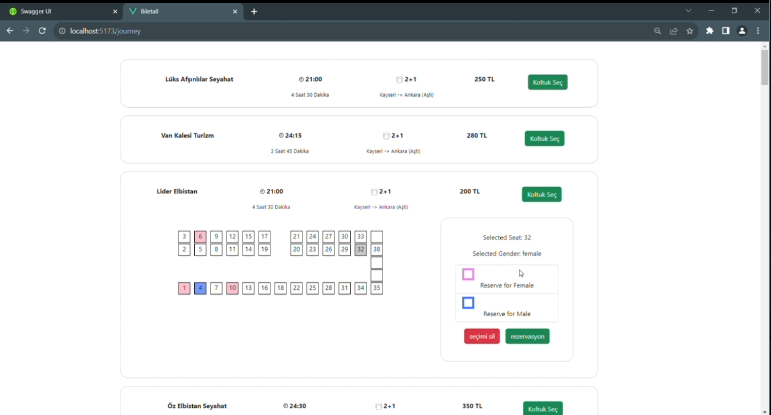 Swagger UI
Biletall
localhost:5173/journey
Lüks Afşınlılar Seyahat 21:00 2+1 250 TL Koltuk Seç
4 Saat 30 Dakika Kayseri -> Ankara (Aşti)
Van Kalesi Turizm 24:15 2+1 280 TL Koltuk Seç
3 Saat 45 Dakika Kayseri -> Ankara (Aşti)
Lider Elbistan 21:00 2+1 200 TL Koltuk Seç
4 Saat 30 Dakika Kayseri -> Ankara (Aşti)
3 6 9 12 15 17 21 24 27 30 33
2 5 8 11 14 19 20 23 26 29 32 38
1 4 7 10 13 16 18 22 25 28 31 34 35
Selected Seat: 32
Selected Gender: female
Reserve for Female
Reserve for Male
seçimi sil rezervasyon
Öz Elbistan Seyahat 24:30 2+1 350 TL Koltuk Seç